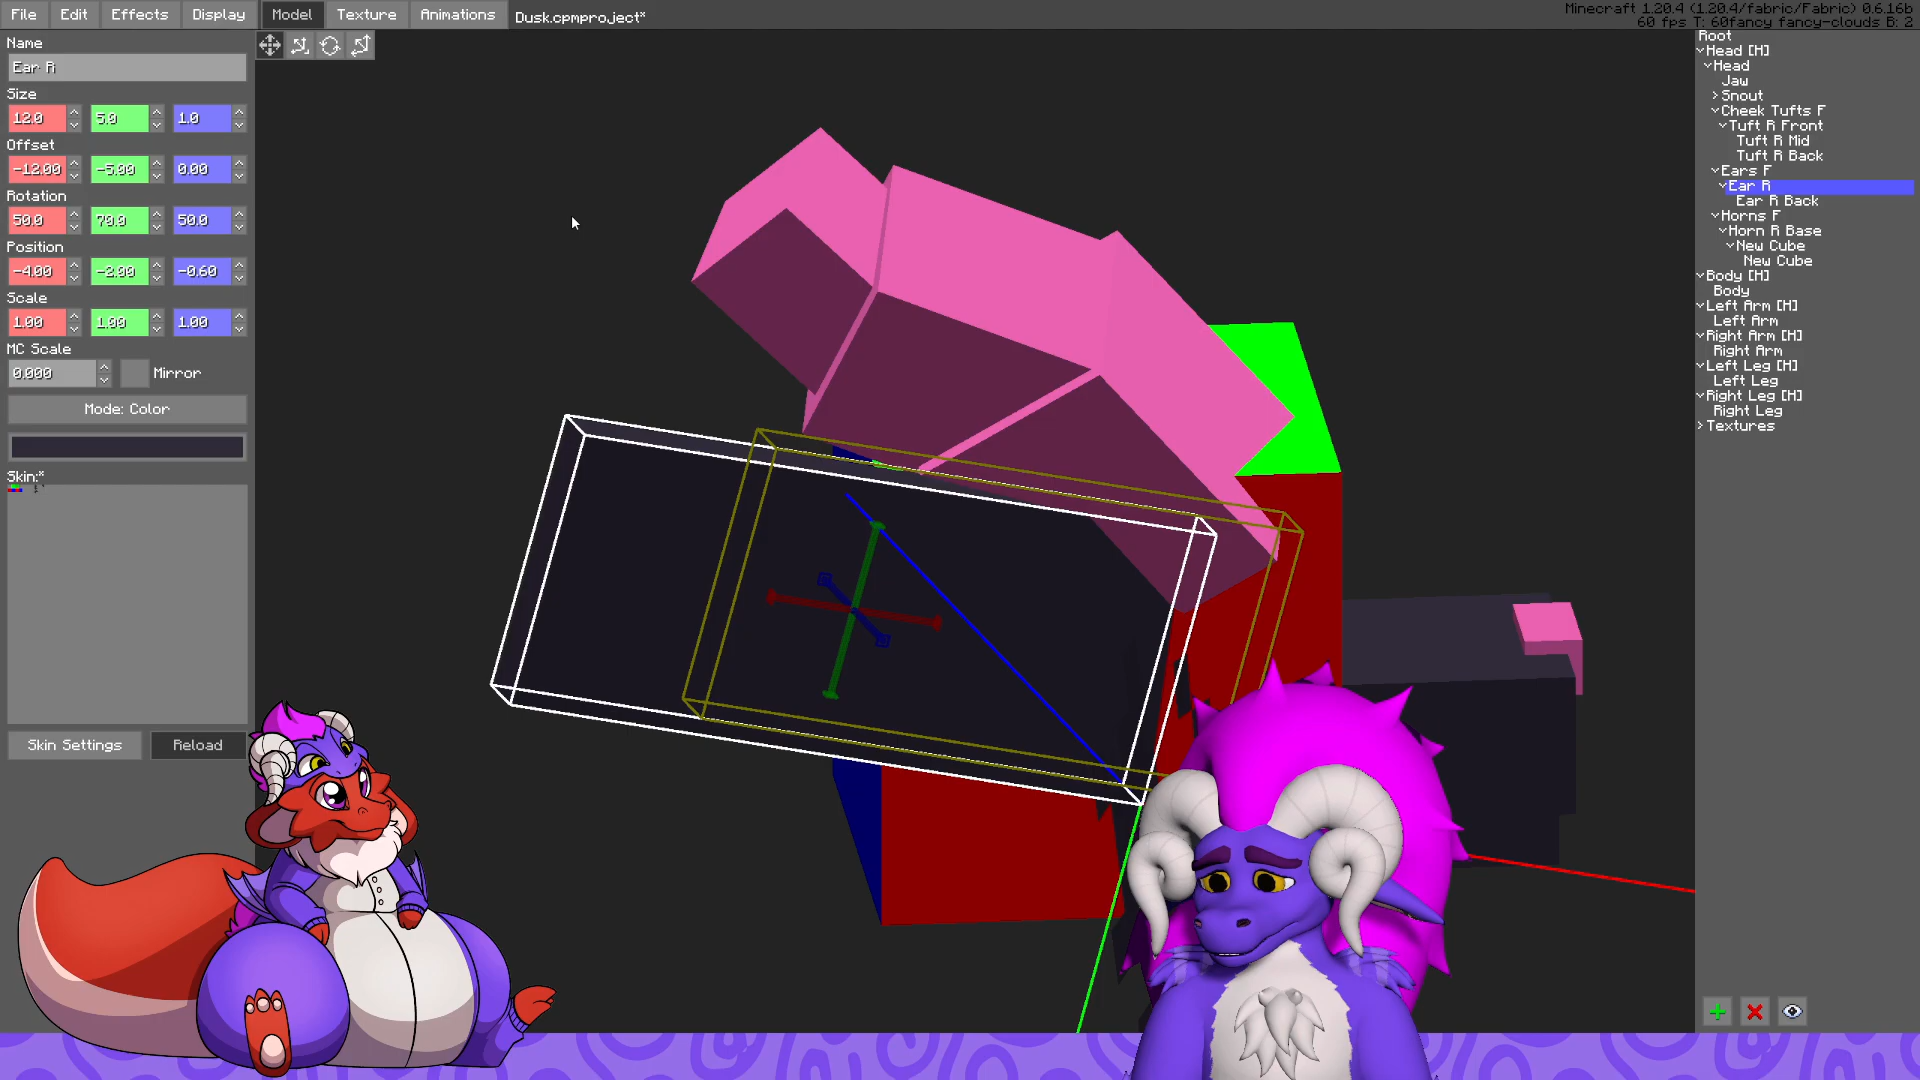 File Edit Effects Display Model Texture Animations Dusk.cpmproject*
Minecraft 1.20.4 (1.20.4/fabric/Fabric) 0.6.16b
60 fps T: 60fancy fancy-clouds B: 2
Name
Ear R
Size
12.0 5.0 1.0
Offset
-12.00 -5.00 0.00
Rotation
50.0 70.0 50.0
Position
-4.00 -2.00 -0.60
Scale
1.00 1.00 1.00
MC Scale
0.000 Mirror
Mode: Color
Skin:*
Skin Settings Reload
Root
Head [H]
Head
Jaw
Snout
Cheek Tufts F
Tuft R Front
Tuft R Mid
Tuft R Back
Ears F
Ear R
Ear R Back
Horns F
Horn R Base
New Cube
New Cube
Body [H]
Body
Left Arm [H]
Left Arm
Right Arm [H]
Right Arm
Left Leg [H]
Left Leg
Right Leg [H]
Right Leg
Textures